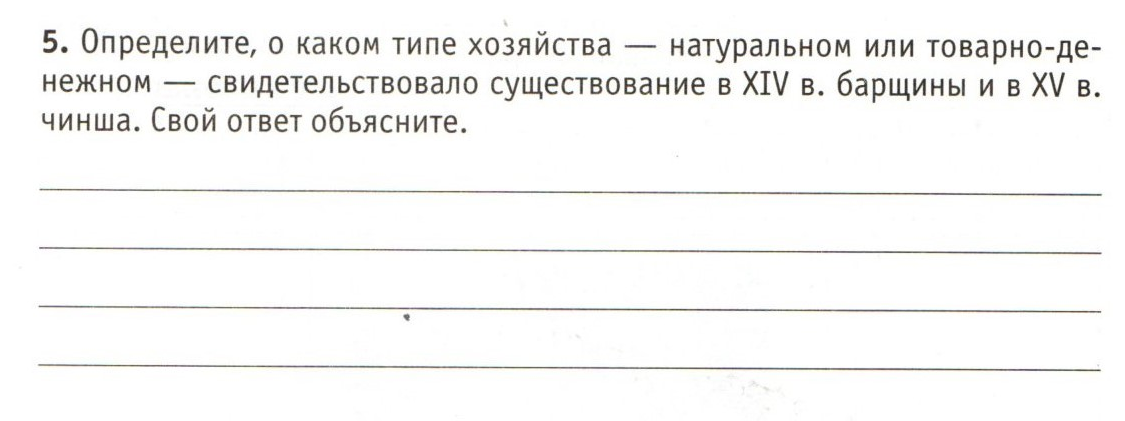 5. Определите, о каком типе хозяйства — натуральном или товарно-де-
нежном — свидетельствовало существование в XIV в. барщины и в XV в.
чинша. Свой ответ объясните.